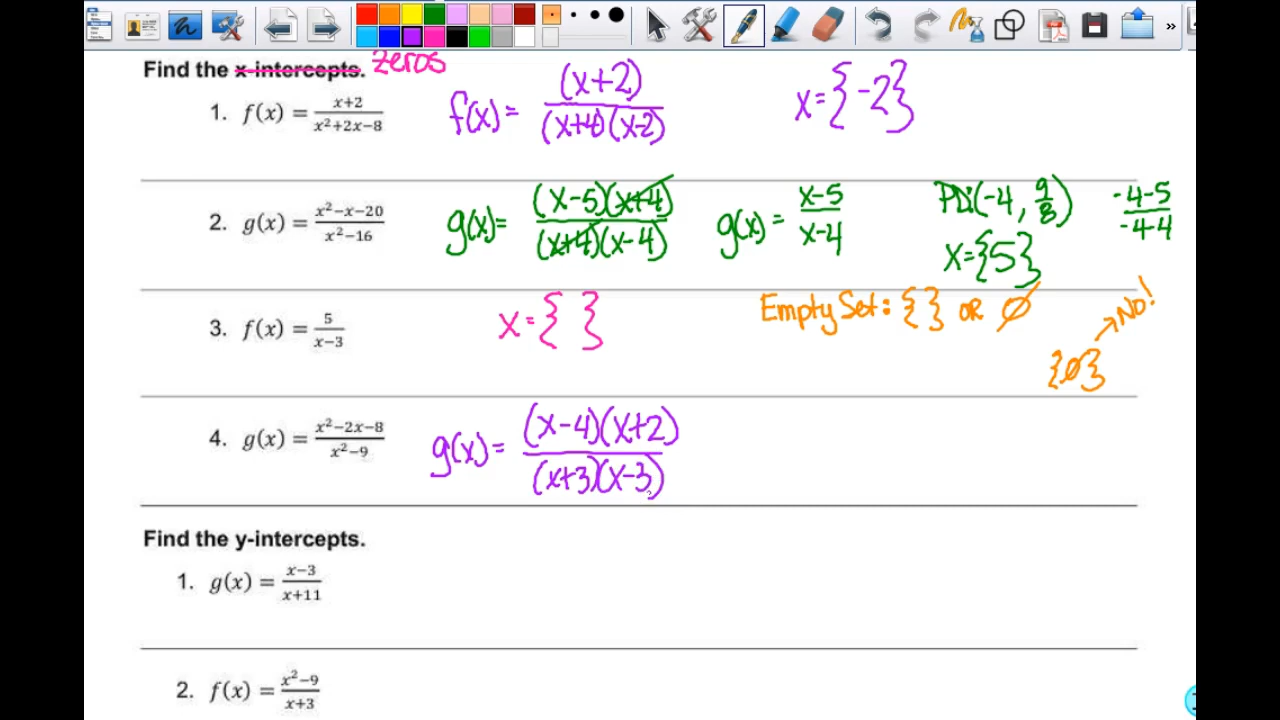 Find the x-intercepts. zeros
1. f(x) = x+2 / x²+2x−8 f(x) = (x+2) / (x+4)(x-2) x = {-2}
2. g(x) = x²−x−20 / x²−16 g(x) = (x-5)(x+4) / (x+4)(x-4) g(x) = x-5 / x-4 PD: (-4, 9/8) -4-5 / -4-4
x = {5}
3. f(x) = 5 / x−3 x = { } Empty Set: { } OR ∅
{∅} → No!
4. g(x) = x²−2x−8 / x²−9 g(x) = (x-4)(x+2) / (x+3)(x-3)
Find the y-intercepts.
1. g(x) = x−3 / x+11
2. f(x) = x²−9 / x+3